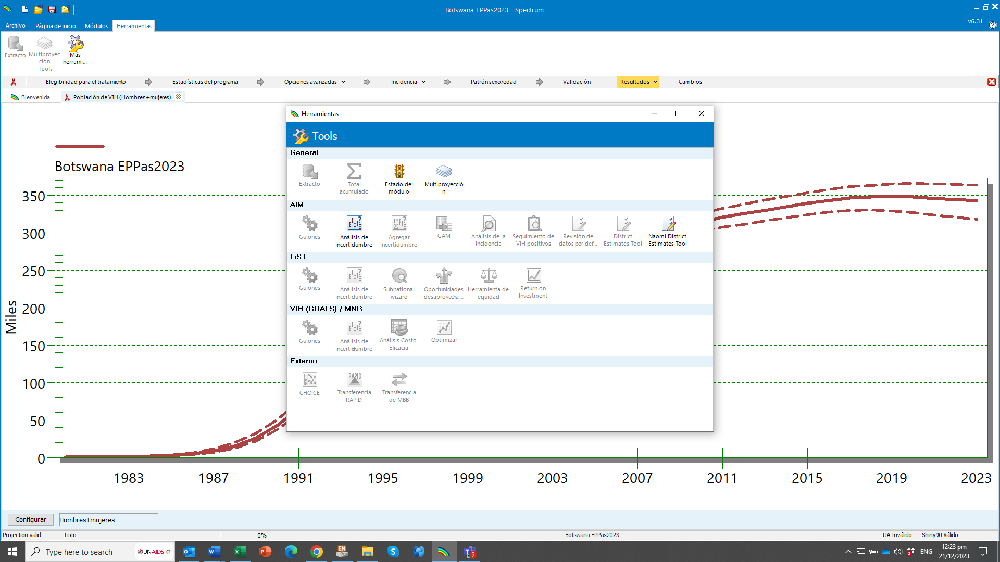 Botswana EPPas2023 - Spectrum
Archivo
Página de inicio
Módulos
Herramientas
v6.31
Extracto
Multiproyec
ción
Tools
Más
herrami...
Elegibilidad para el tratamiento
Estadísticas del programa
Opciones avanzadas
Incidencia
Patrón sexo/edad
Validación
Resultados
Cambios
Bienvenida
Población de VIH (Hombres+mujeres)
Herramientas
Tools
General
Extracto
Total
acumulado
Estado del
módulo
Multiproyecció
n
AIM
Guiones
Análisis de
incertidumbre
Agregar
Incertidumbre
GAM
Análisis de la
incidencia
Seguimiento de
VIH positivos
Revisión de
datos por def...
District
Estimates Tool
Naomi District
Estimates Tool
LiST
Guiones
Análisis de
incertidumbre
Subnational
wizard
Oportunidades
desaprovecha...
Herramienta de
equidad
Return on
Investment
VIH (GOALS) / MNR
Guiones
Análisis de
incertidumbre
Análisis Costo-
Eficacia
Optimizar
Externo
CHOICE
RAPID
Transferencia
RAPID
Transferencia
de MBB
Botswana EPPas2023
Miles
350
300
250
200
150
100
50
0
1983
1987
1991
1995
1999
2003
2007
2011
2015
2019
2023
Configurar
Hombres+mujeres
Projection valid
Listo
0%
Botswana EPPas2023
UA Inválido
Shiny90 Válido
Type here to search
UNAIDS
EN
5
2
ENG
12:23 pm
21/12/2023